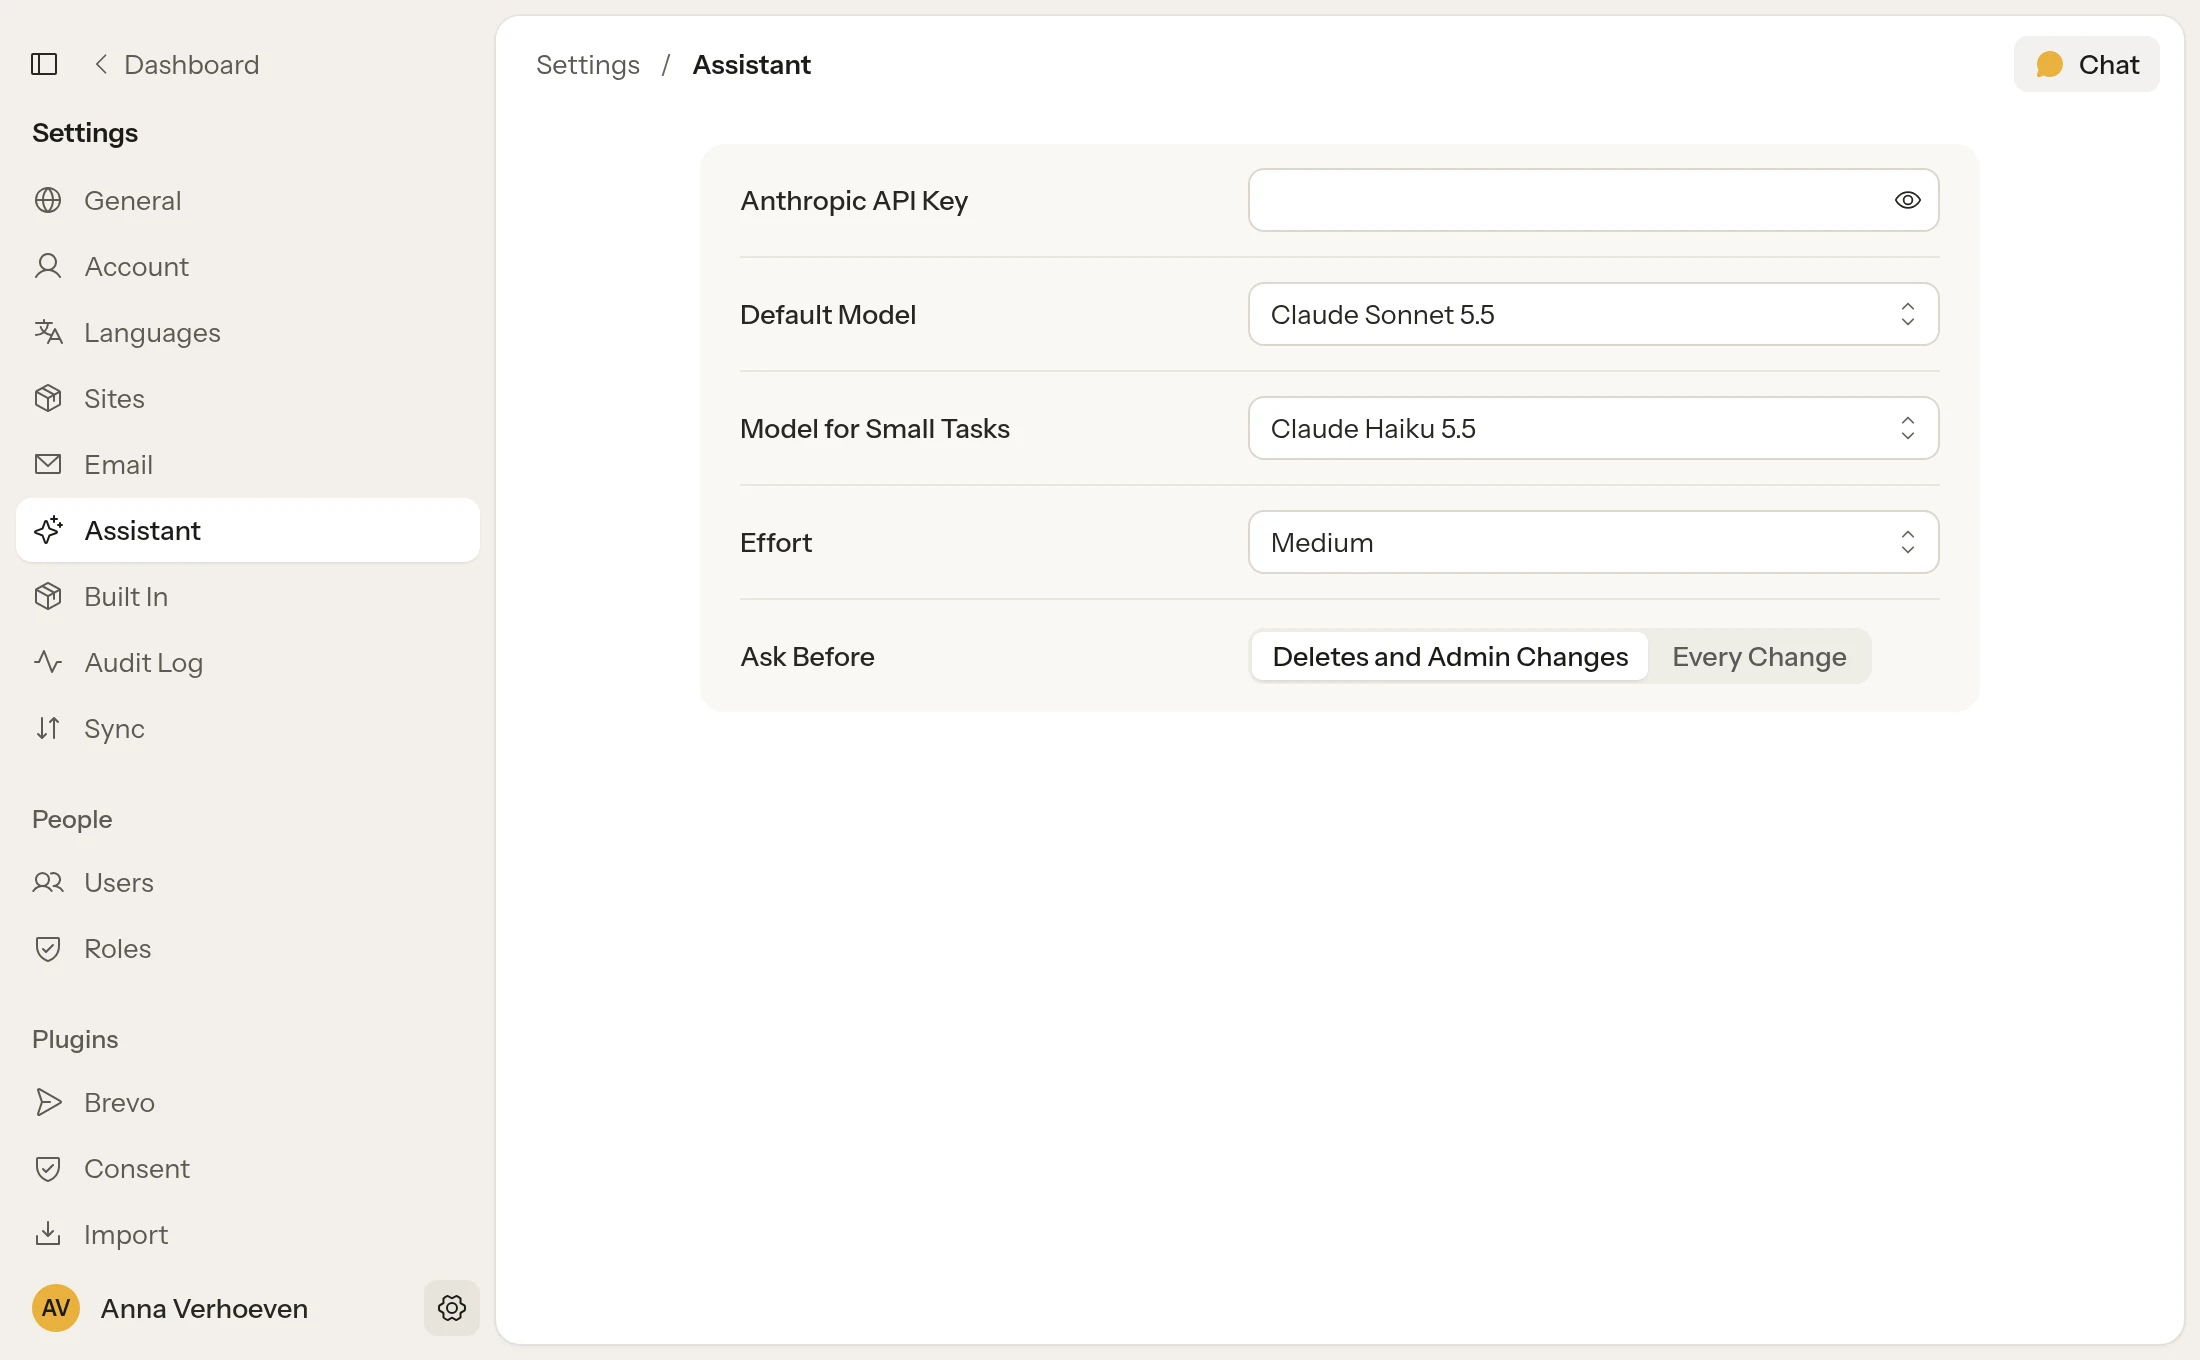 Dashboard
Settings
General
Account
Languages
Sites
Email
Assistant
Built In
Audit Log
Sync
People
Users
Roles
Plugins
Brevo
Consent
Import
AV Anna Verhoeven
Settings / Assistant
Chat
Anthropic API Key
Default Model Claude Sonnet 5.5
Model for Small Tasks Claude Haiku 5.5
Effort Medium
Ask Before Deletes and Admin Changes Every Change